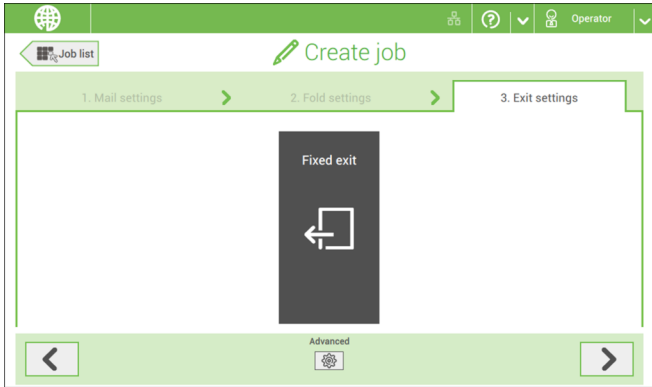 Operator
Job list
Create job
1. Mail settings
2. Fold settings
3. Exit settings
Fixed exit
Advanced